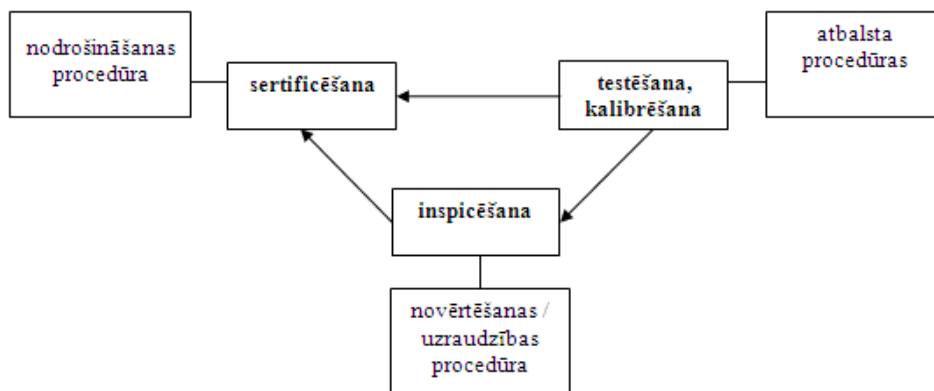 nodrošināšanas
procedūra
sertificēšana
testēšana,
kalibrēšana
atbalsta
procedūras
inspicēšana
novērtēšanas /
uzraudzības
procedūra